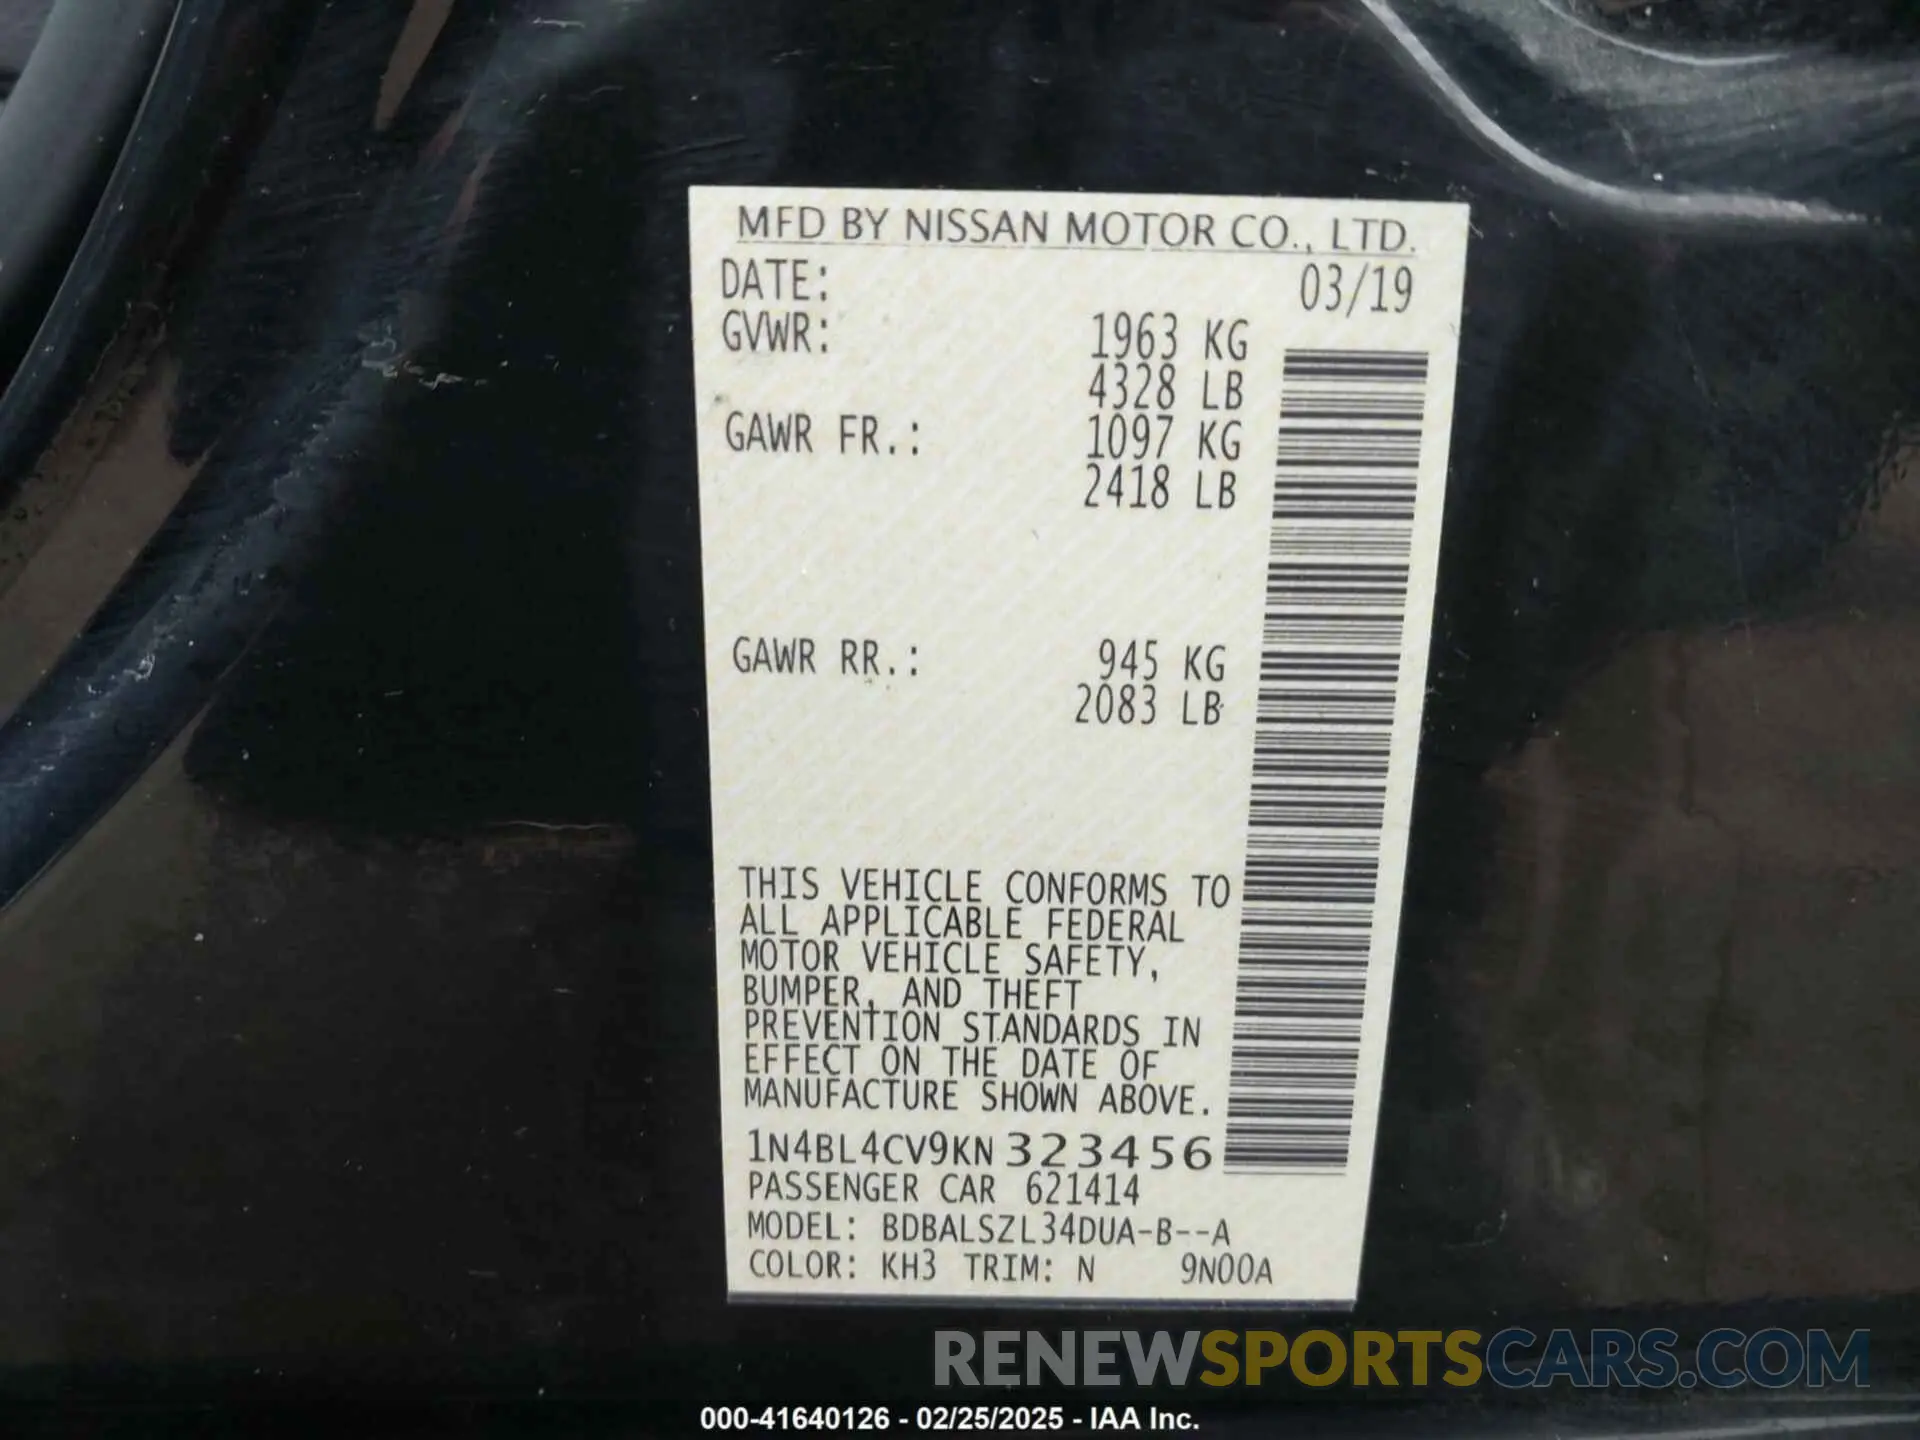 MFD BY NISSAN MOTOR CO., LTD.
DATE: 03/19
GVWR: 1963 KG
4328 LB
GAWR FR.: 1097 KG
2418 LB
GAWR RR.: 945 KG
2083 LB
THIS VEHICLE CONFORMS TO
ALL APPLICABLE FEDERAL
MOTOR VEHICLE SAFETY,
BUMPER, AND THEFT
PREVENTION STANDARDS IN
EFFECT ON THE DATE OF
MANUFACTURE SHOWN ABOVE.
1N4BL4CV9KN323456
PASSENGER CAR 621414
MODEL: BDBALSZL34DUA-B--A
COLOR: KH3 TRIM: N 9N00A
RENEWSPORTSCARS.COM
000-41640126 - 02/25/2025 - IAA Inc.